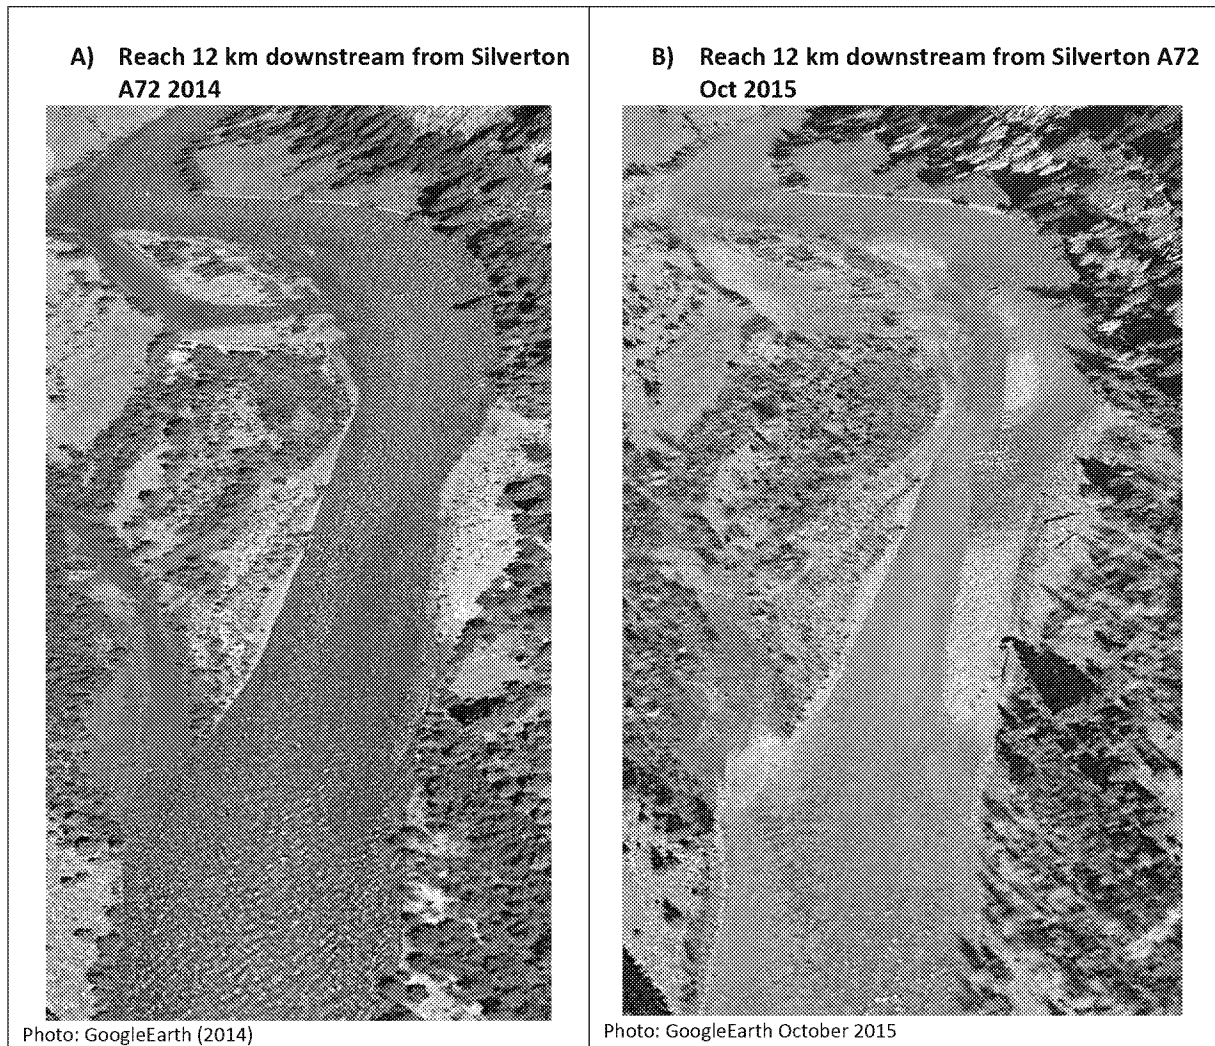 A) Reach 12 km downstream from Silverton
A72 2014
Photo: GoogleEarth (2014)
B) Reach 12 km downstream from Silverton A72
Oct 2015
Photo: GoogleEarth October 2015